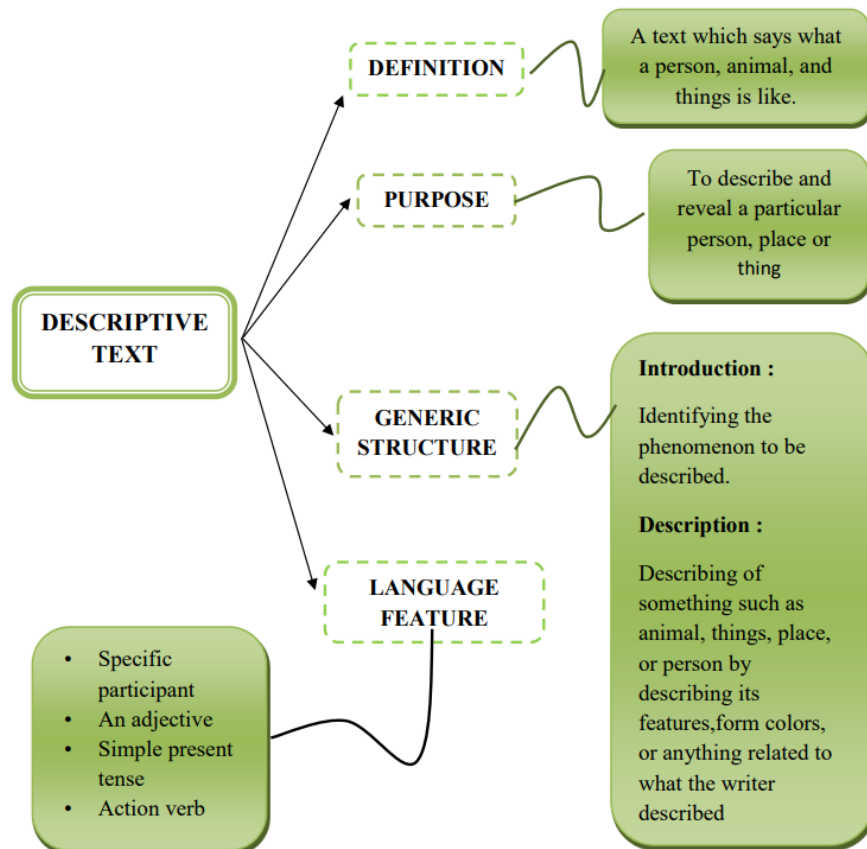 DESCRIPTIVE
TEXT
DEFINITION
A text which says what
a person, animal, and
things is like.
PURPOSE
To describe and
reveal a particular
person, place or
thing
GENERIC
STRUCTURE
Introduction :
Identifying the
phenomenon to be
described.
Description :
Describing of
something such as
animal, things, place,
or person by
describing its
features,form colors,
or anything related to
what the writer
described
LANGUAGE
FEATURE
• Specific
participant
• An adjective
• Simple present
tense
• Action verb